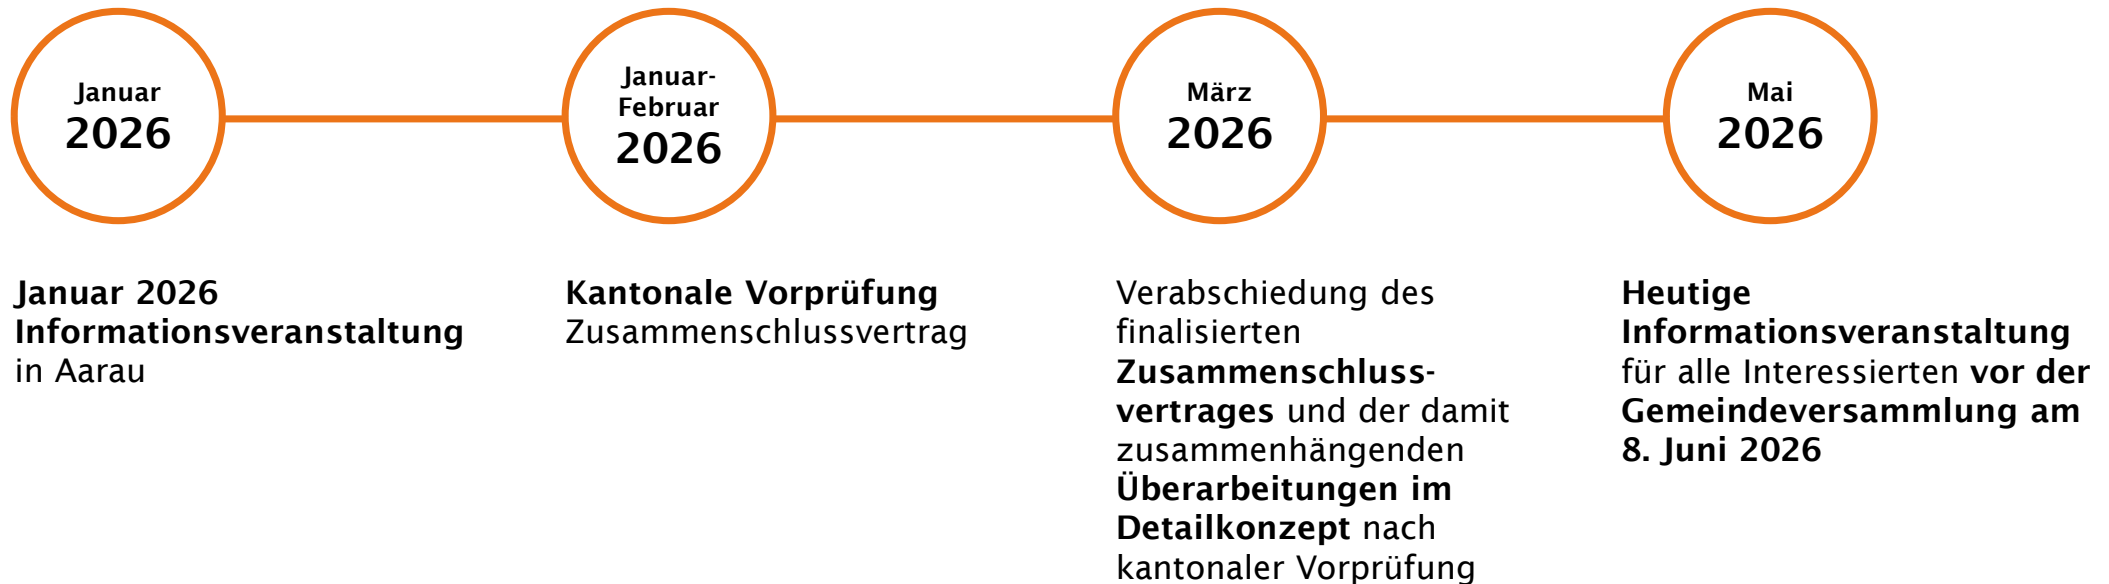 Januar
2026
Januar-
Februar
2026
März
2026
Mai
2026
Januar 2026
Informationsveranstaltung
in Aarau
Kantonale Vorprüfung
Zusammenschlussvertrag
Verabschiedung des
finalisierten
Zusammenschluss-
vertrages und der damit
zusammenhängenden
Überarbeitungen im
Detailkonzept nach
kantonaler Vorprüfung
Heutige
Informationsveranstaltung
für alle Interessierten vor der
Gemeindeversammlung am
8. Juni 2026